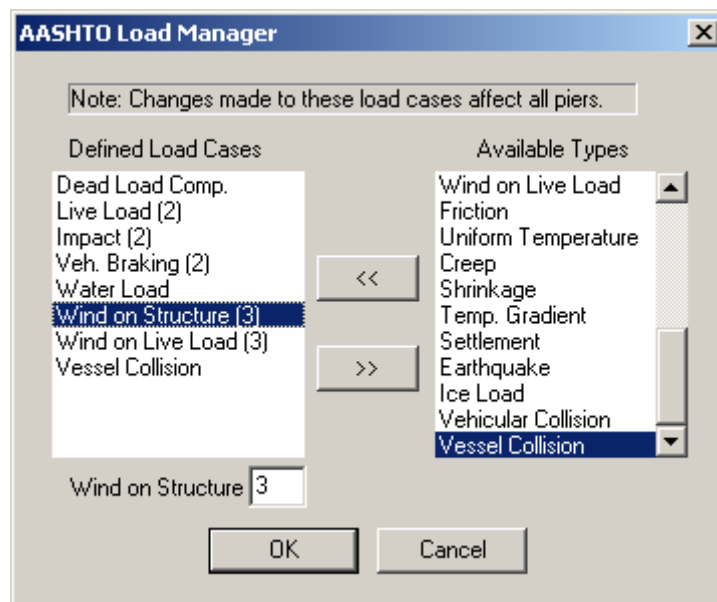 AASHTO Load Manager
Note: Changes made to these load cases affect all piers.
Defined Load Cases
Dead Load Comp.
Live Load (2)
Impact (2)
Veh. Braking (2)
Water Load
Wind on Structure (3)
Wind on Live Load (3)
Vessel Collision
<<
>>
Available Types
Wind on Live Load
Friction
Uniform Temperature
Creep
Shrinkage
Temp. Gradient
Settlement
Earthquake
Ice Load
Vehicular Collision
Vessel Collision
Wind on Structure 3
OK Cancel